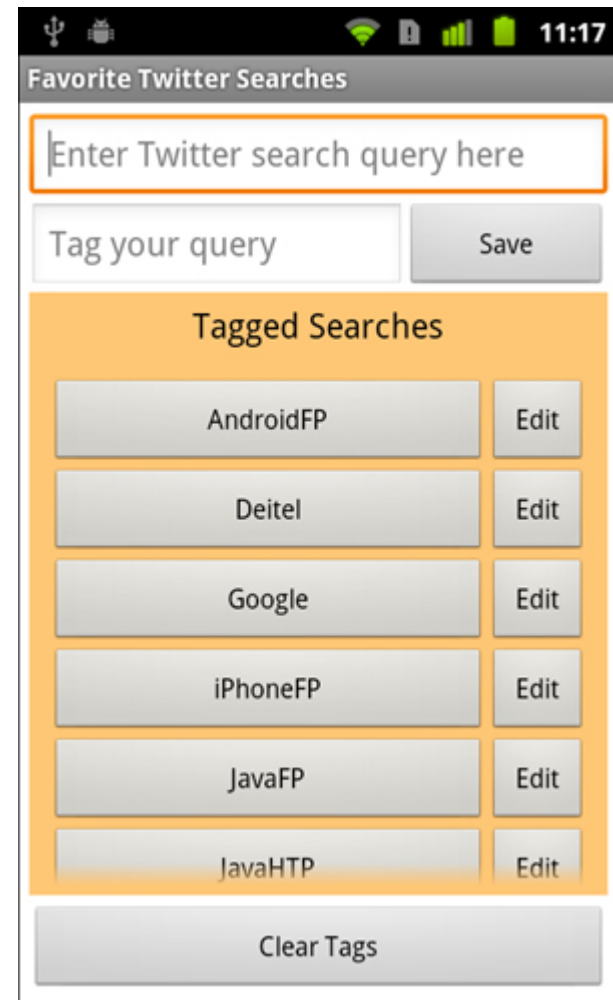 11:17
Favorite Twitter Searches
Enter Twitter search query here
Tag your query
Save
Tagged Searches
AndroidFP
Edit
Deitel
Edit
Google
Edit
iPhoneFP
Edit
JavaFP
Edit
JavaHTP
Edit
Clear Tags